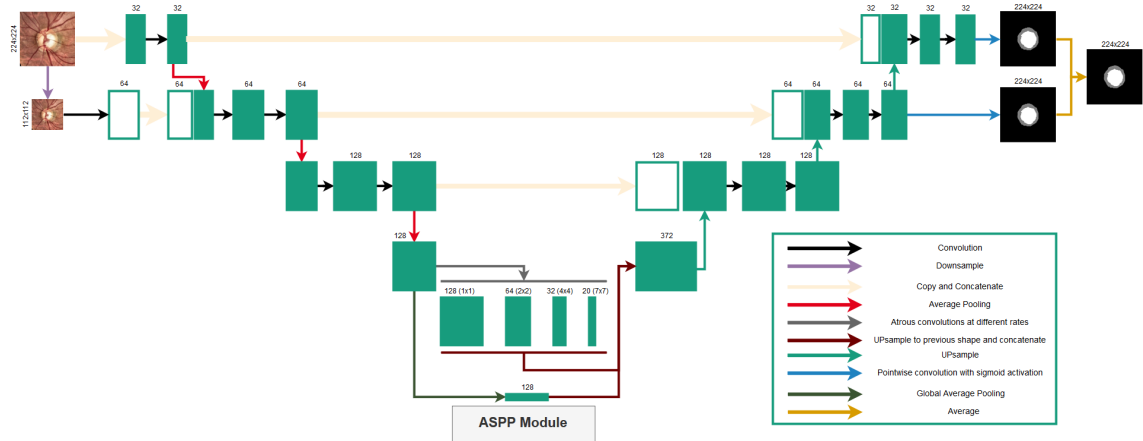 32 32 32 32 32 32 224x224
224x224
224x224
64 64 64 64 64 64 64 64 64 224x224
112x112
128 128 128 128 128 128
128 372
128 (1x1) 64 (2x2) 32 (4x4) 20 (7x7)
128
ASPP Module
Convolution
Downsample
Copy and Concatenate
Average Pooling
Atrous convolutions at different rates
UPsample to previous shape and concatenate
UPsample
Pointwise convolution with sigmoid activation
Global Average Pooling
Average